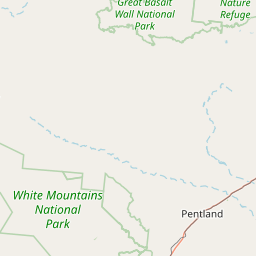 Great Basalt
Wall National
Park
Nature
Refuge
White Mountains
National
Park
Pentland